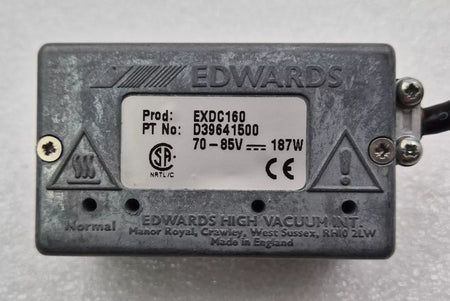 EDWARDS
Prod: EXDC160
PT No: D39641500
70-85V 187W
NRTL/C
Normal
EDWARDS HIGH VACUUM INT.
Manor Royal, Crawley, West Sussex, RH10 2LW
Made in England